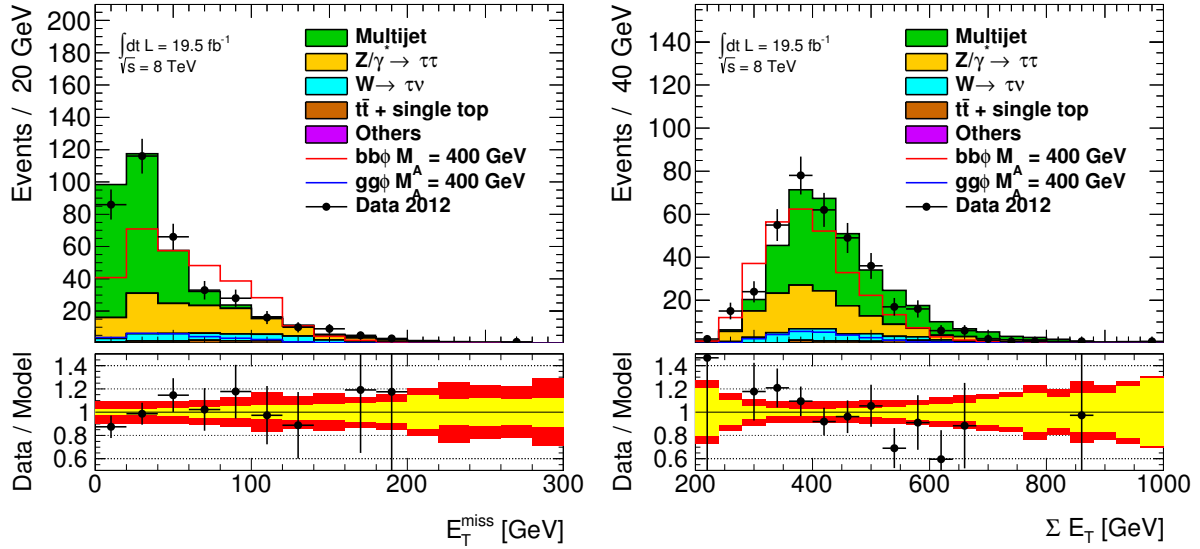 Events / 20 GeV
200
180
160
140
120
100
80
60
40
20
∫dt L = 19.5 fb⁻¹
√s = 8 TeV
Multijet
Z/γ* → ττ
W→ τν
tt̄ + single top
Others
bbϕ M_A = 400 GeV
ggϕ M_A = 400 GeV
Data 2012
Data / Model
1.4
1.2
1
0.8
0.6
0
100
200
300
E_T^miss [GeV]
Events / 40 GeV
140
120
100
80
60
40
20
∫dt L = 19.5 fb⁻¹
√s = 8 TeV
Multijet
Z/γ* → ττ
W→ τν
tt̄ + single top
Others
bbϕ M_A = 400 GeV
ggϕ M_A = 400 GeV
Data 2012
Data / Model
1.4
1.2
1
0.8
0.6
200
400
600
800
1000
Σ E_T [GeV]